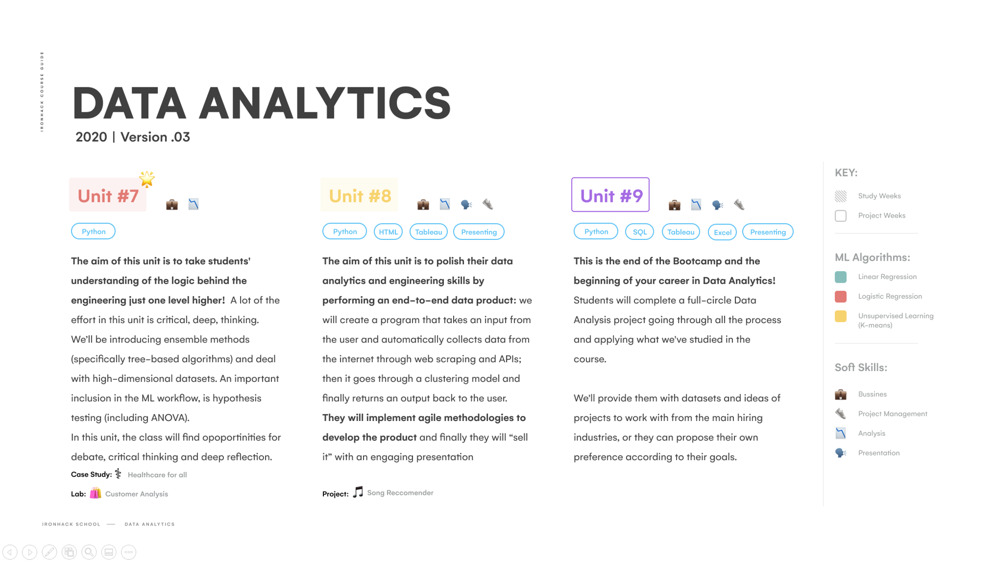 IRONHACK COURSE GUIDE
DATA ANALYTICS
2020 | Version .03
Unit #7
Python
The aim of this unit is to take students'
understanding of the logic behind the
engineering just one level higher! A lot of the
effort in this unit is critical, deep, thinking.
We’ll be introducing ensemble methods
(specifically tree-based algorithms) and deal
with high-dimensional datasets. An important
inclusion in the ML workflow, is hypothesis
testing (including ANOVA).
In this unit, the class will find opoportinities for
debate, critical thinking and deep reflection.
Case Study: Healthcare for all
Lab: Customer Analysis
Unit #8
Python HTML Tableau Presenting
The aim of this unit is to polish their data
analytics and engineering skills by
performing an end-to-end data product: we
will create a program that takes an input from
the user and automatically collects data from
the internet through web scraping and APIs;
then it goes through a clustering model and
finally returns an output back to the user.
They will implement agile methodologies to
develop the product and finally they will “sell
it” with an engaging presentation
Project: Song Reccomender
Unit #9
Python SQL Tableau Excel Presenting
This is the end of the Bootcamp and the
beginning of your career in Data Analytics!
Students will complete a full-circle Data
Analysis project going through all the process
and applying what we've studied in the
course.
We'll provide them with datasets and ideas of
projects to work with from the main hiring
industries, or they can propose their own
preference according to their goals.
KEY:
Study Weeks
Project Weeks
ML Algorithms:
Linear Regression
Logistic Regression
Unsupervised Learning
(K-means)
Soft Skills:
Bussines
Project Management
Analysis
Presentation
IRONHACK SCHOOL — DATA ANALYTICS